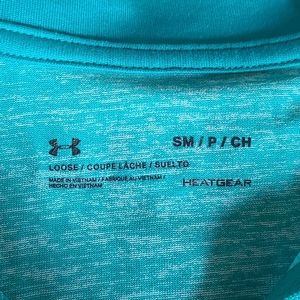 SM / P / CH
LOOSE / COUPE LÂCHE / SUELTO
MADE IN VIETNAM / FABRIQUÉ AU VIETNAM /
HECHO EN VIETNAM
HEATGEAR